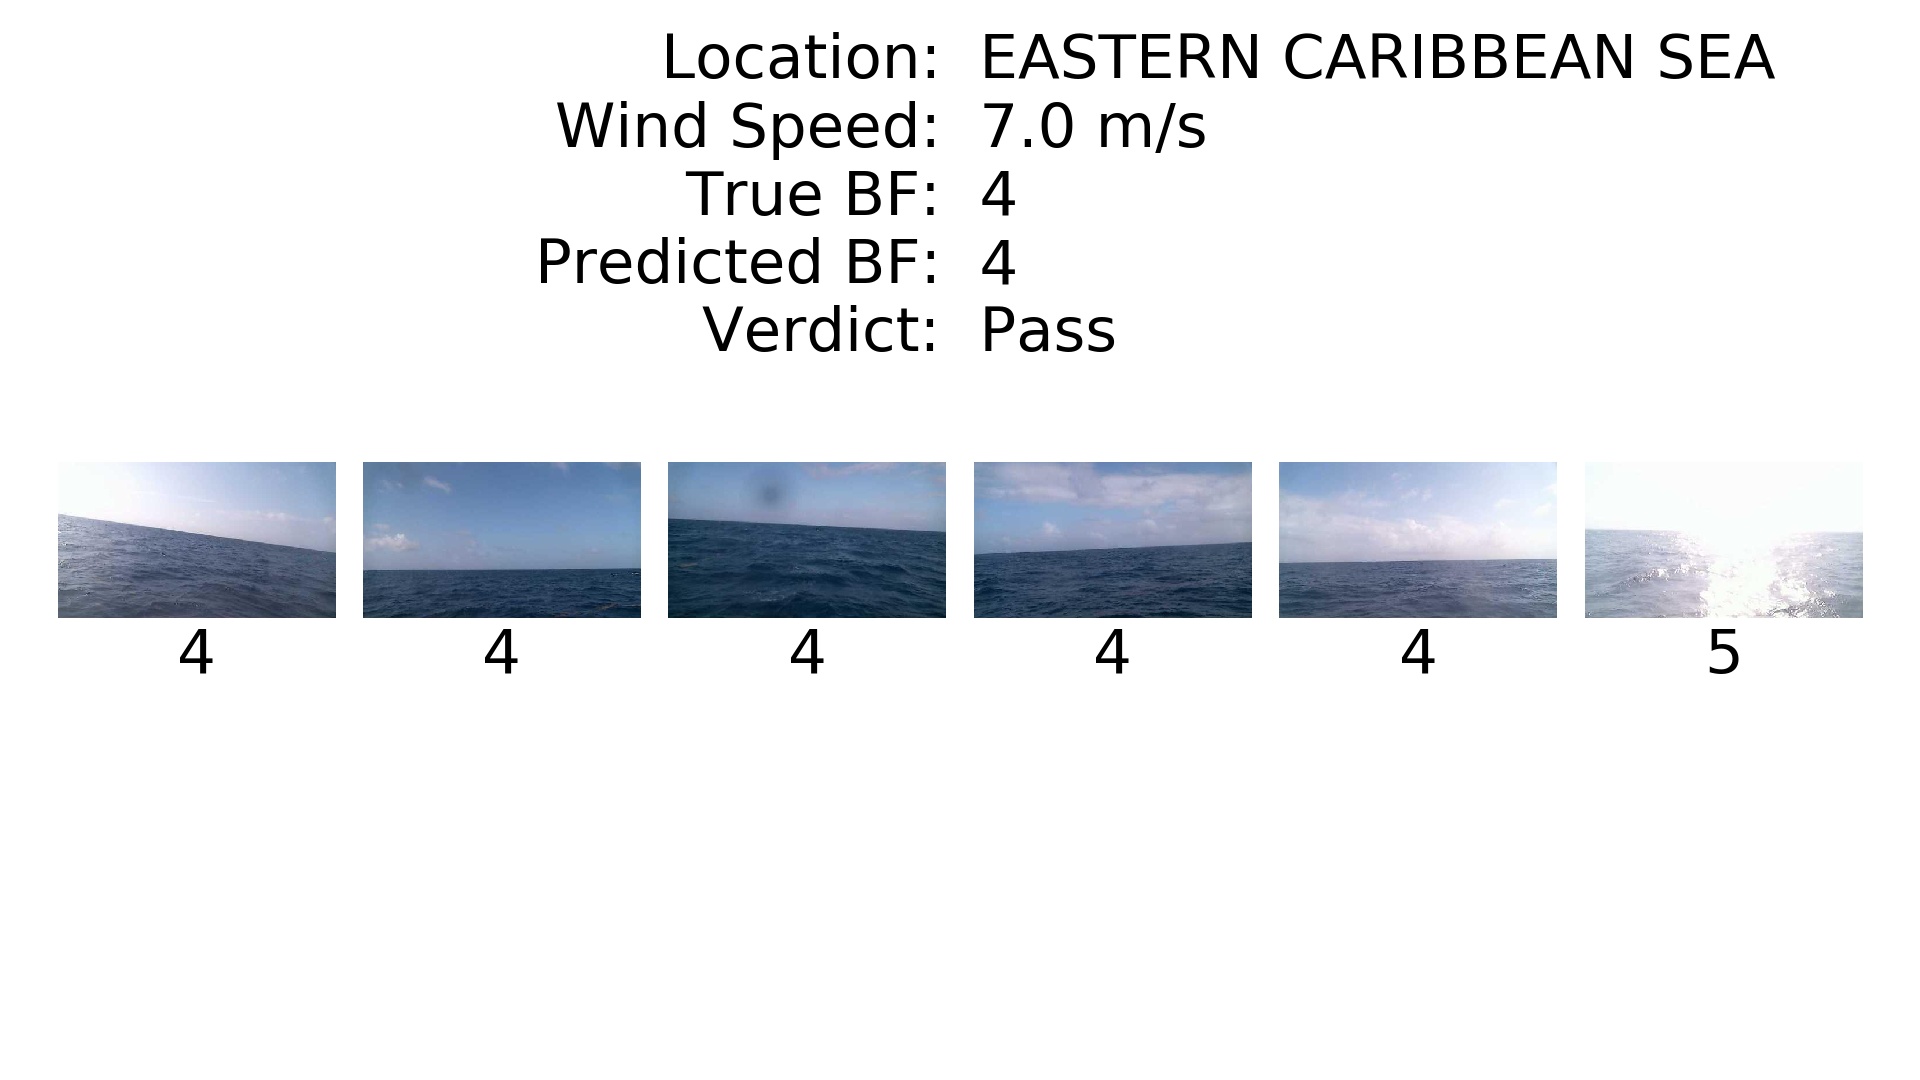 Location: EASTERN CARIBBEAN SEA
Wind Speed: 7.0 m/s
True BF: 4
Predicted BF: 4
Verdict: Pass
4 4 4 4 4 5